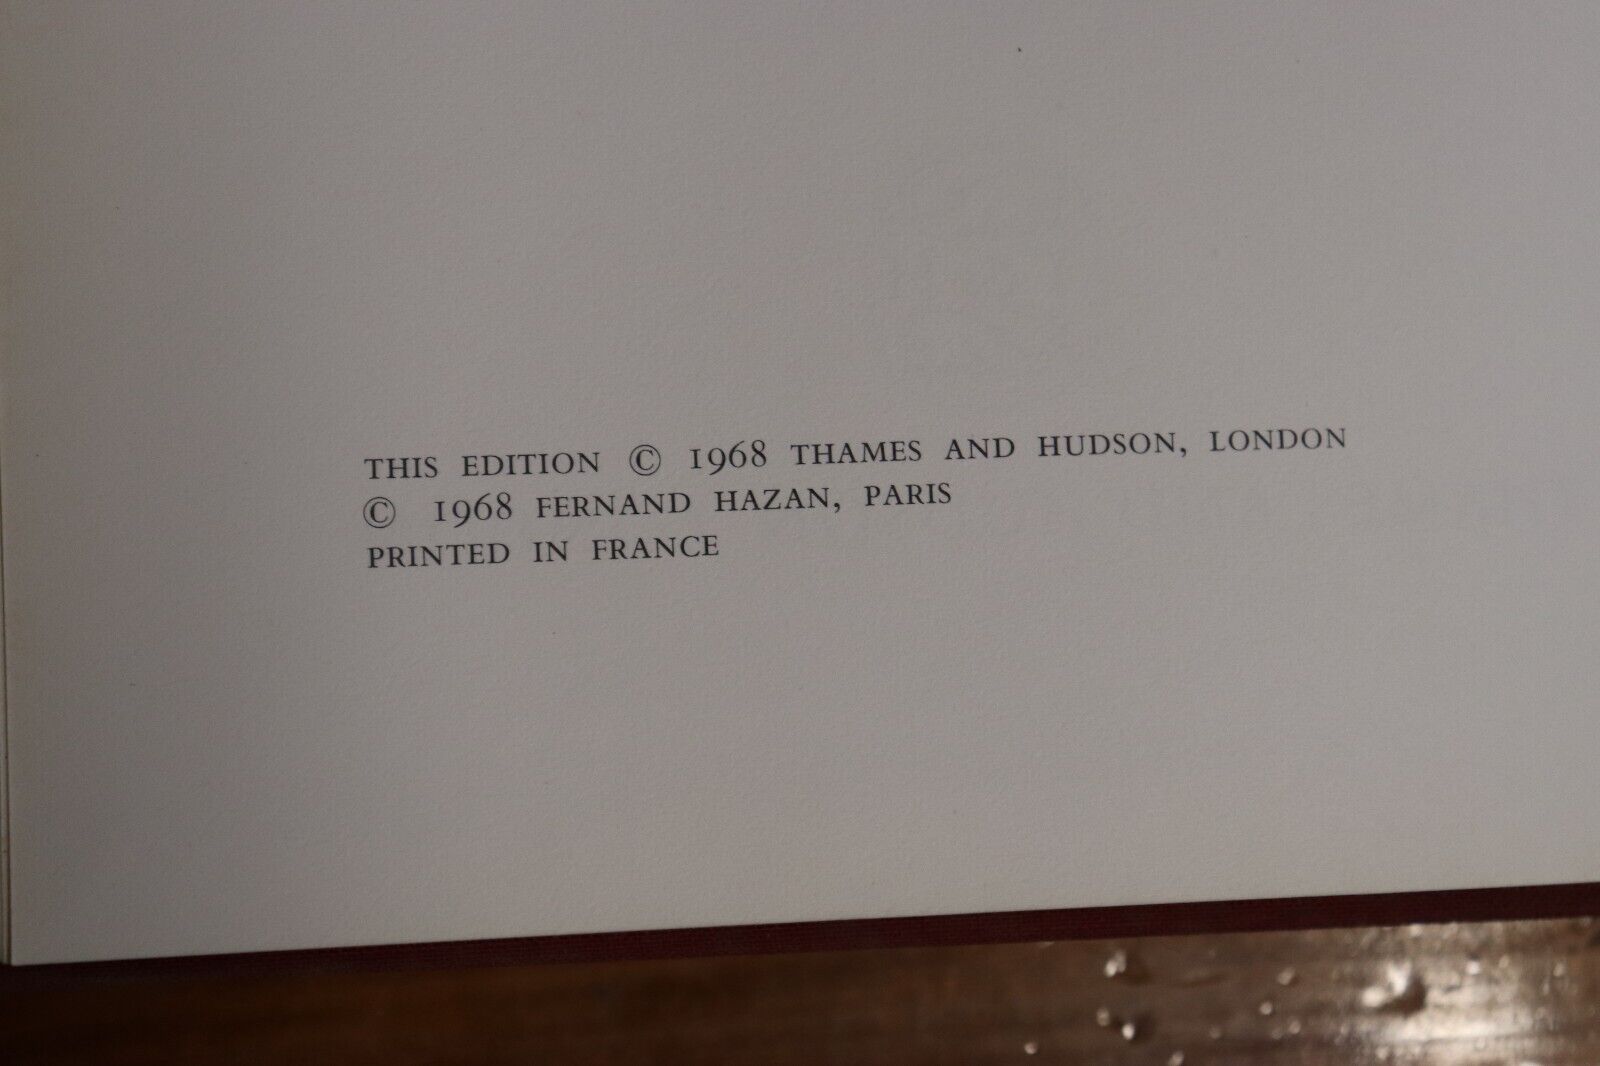 THIS EDITION © 1968 THAMES AND HUDSON, LONDON
© 1968 FERNAND HAZAN, PARIS
PRINTED IN FRANCE